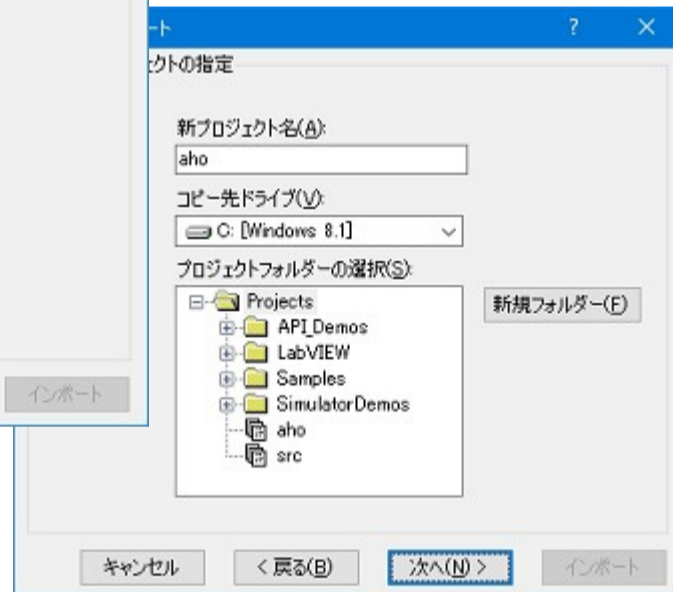 ート
クトの指定
新プロジェクト名(A):
aho
コピー先ドライブ(V):
C: [Windows 8.1]
プロジェクトフォルダーの選択(S):
Projects
API_Demos
LabVIEW
Samples
SimulatorDemos
aho
src
新規フォルダー(F)
インポート
キャンセル
< 戻る(B)
次へ(N) >
インポート